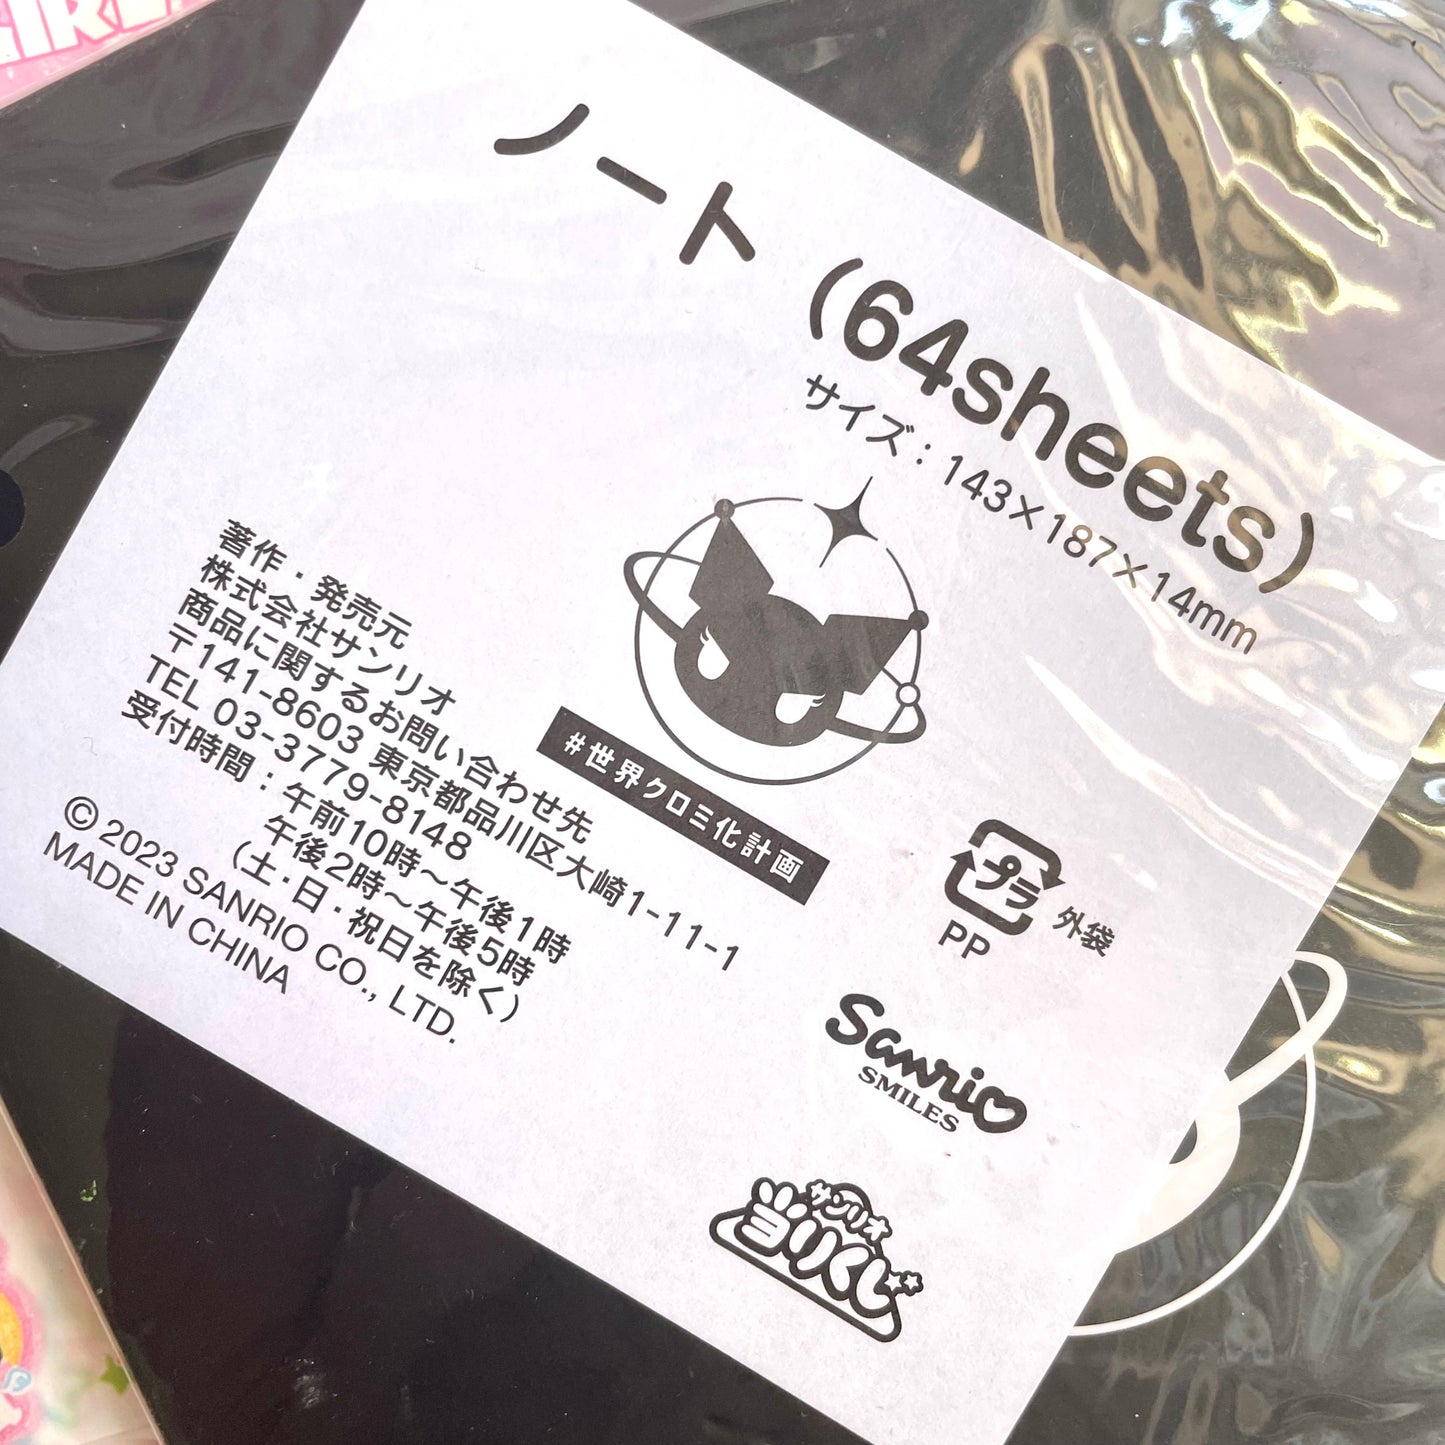 ノート（64sheets）
サイズ：143×187×14mm
#世界クロミ化計画
著作・発売元
株式会社サンリオ
商品に関するお問い合わせ先
〒141-8603 東京都品川区大崎1-11-1
TEL 03-3779-8148
受付時間：午前10時～午後1時
午後2時～午後5時
（土・日・祝日を除く）
© 2023 SANRIO CO., LTD.
MADE IN CHINA
プラ
PP
外袋
Sanrio
SMILES
サンリオ
当りくじ